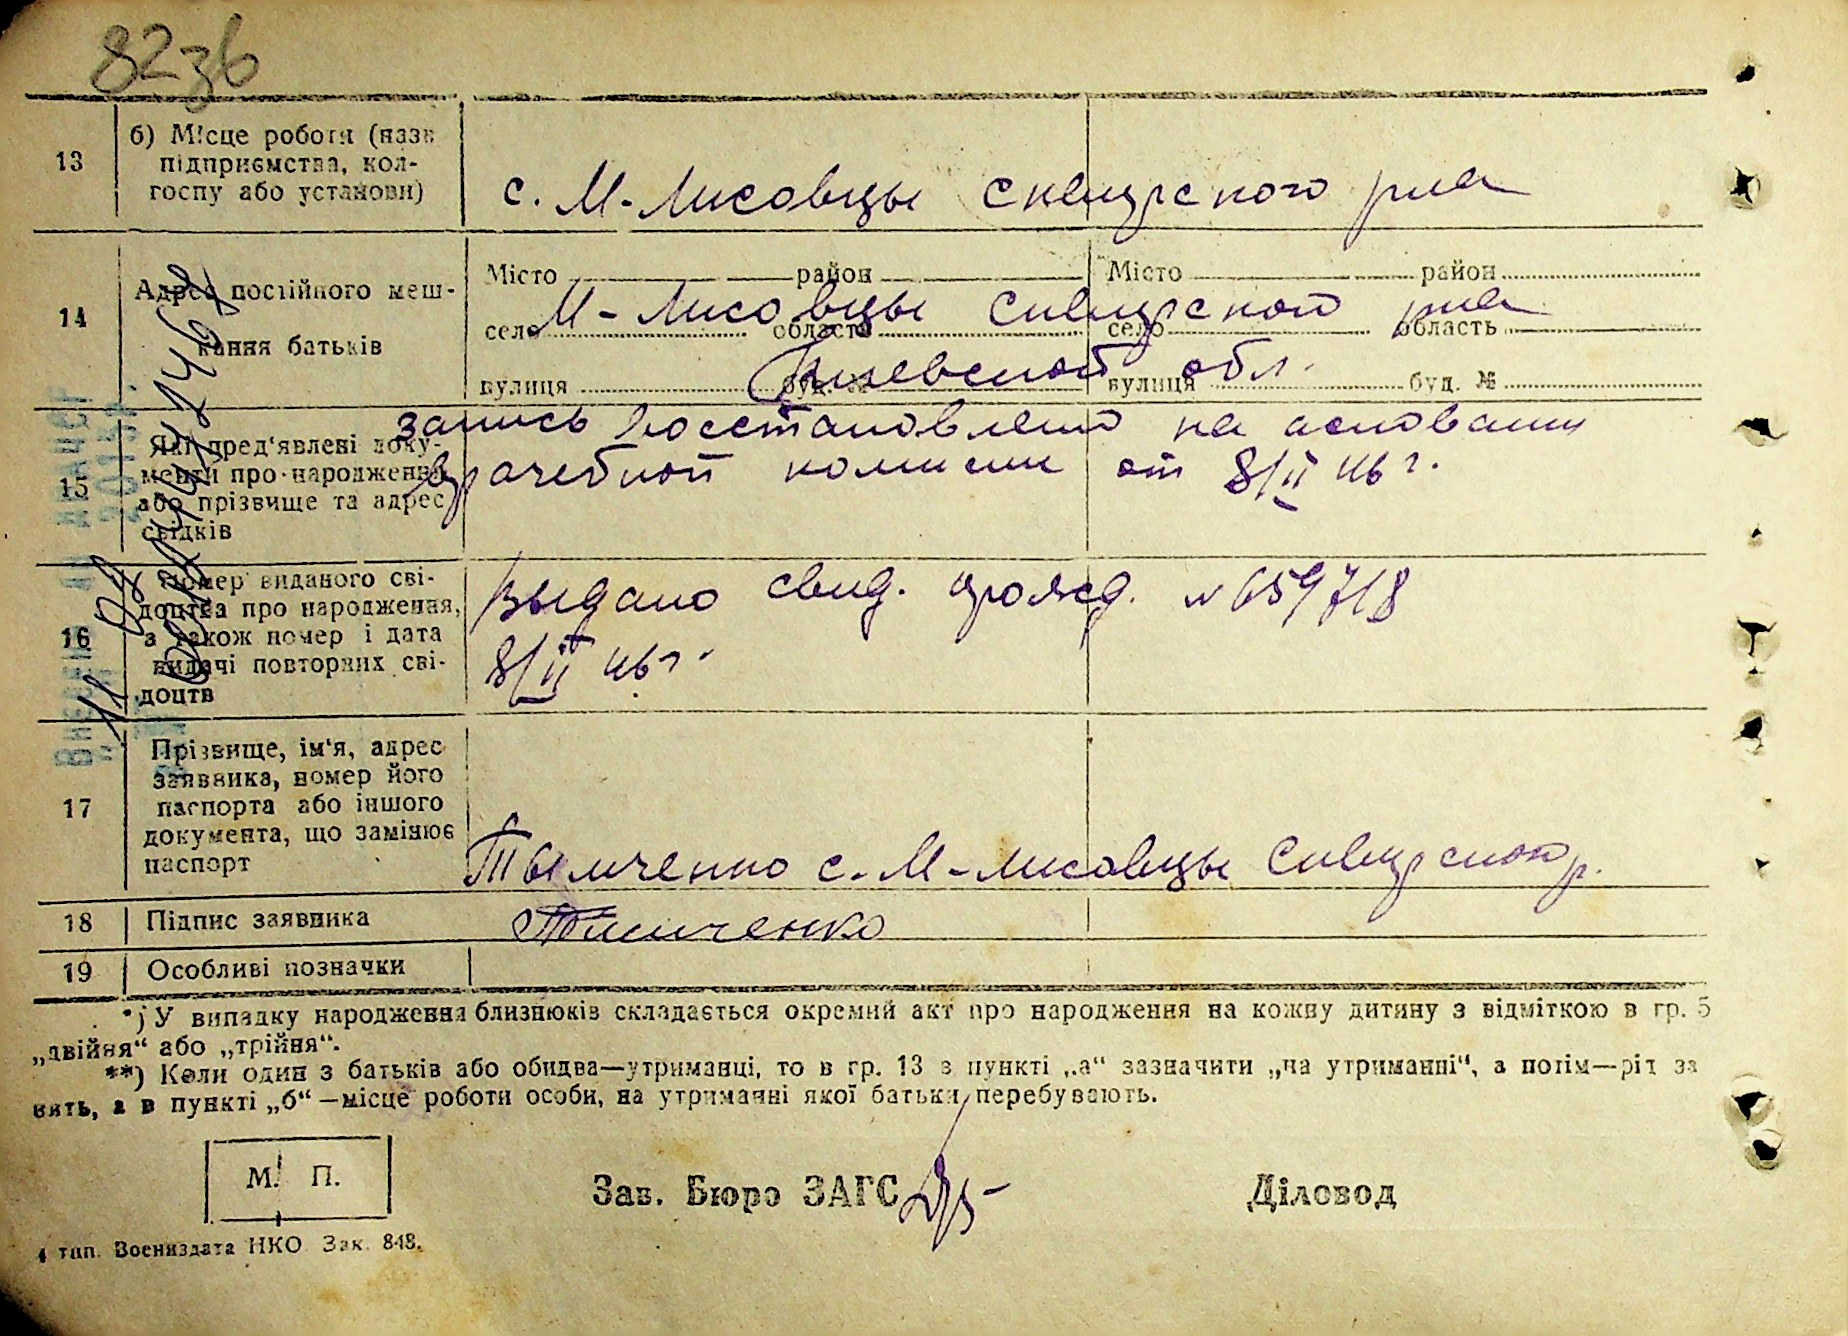 82зб
13
б) Місце роботи (назв
підприємства, кол-
госпу або установи)
с. М-Лисовцы сквирского р-на
14
Адрес постійного меш-
кання батьків
Місто район Місто район
М-Лисовцы сквирского р-на
село область село область
Киевской обл.
вулиця буд. № вулиця буд. №
15
Які пред'явлені доку-
менти про народження
або прізвище та адрес
свідків
запись восстановлено на основании
врачебной комисии от 8/II 46 г.
16
Номер виданого сві-
доцтва про народження,
а також номер і дата
видачі повторних сві-
доцтв
Выдано свид. о рожд. № 659718
8/II 46 г.
17
Прізвище, ім'я, адрес
заявника, номер його
паспорта або іншого
документа, що замінює
паспорт
Тымченко с. М-Лисовцы Сквирского р.
18
Підпис заявника
Тимченко
19
Особливі позначки
*) У випадку народження близнюків складається окремий акт про народження на кожну дитину з відміткою в гр. 5
„двійня“ або „трійня“.
**) Коли один з батьків або обидва—утриманці, то в гр. 13 в пункті „а“ зазначити „на утриманні“, а потім—рід за
нять, а в пункті „б“—місце роботи особи, на утриманні якої батьки перебувають.
М. П.
Зав. Бюро ЗАГС
Діловод
4 тип. Воениздата НКО Зак. 848.